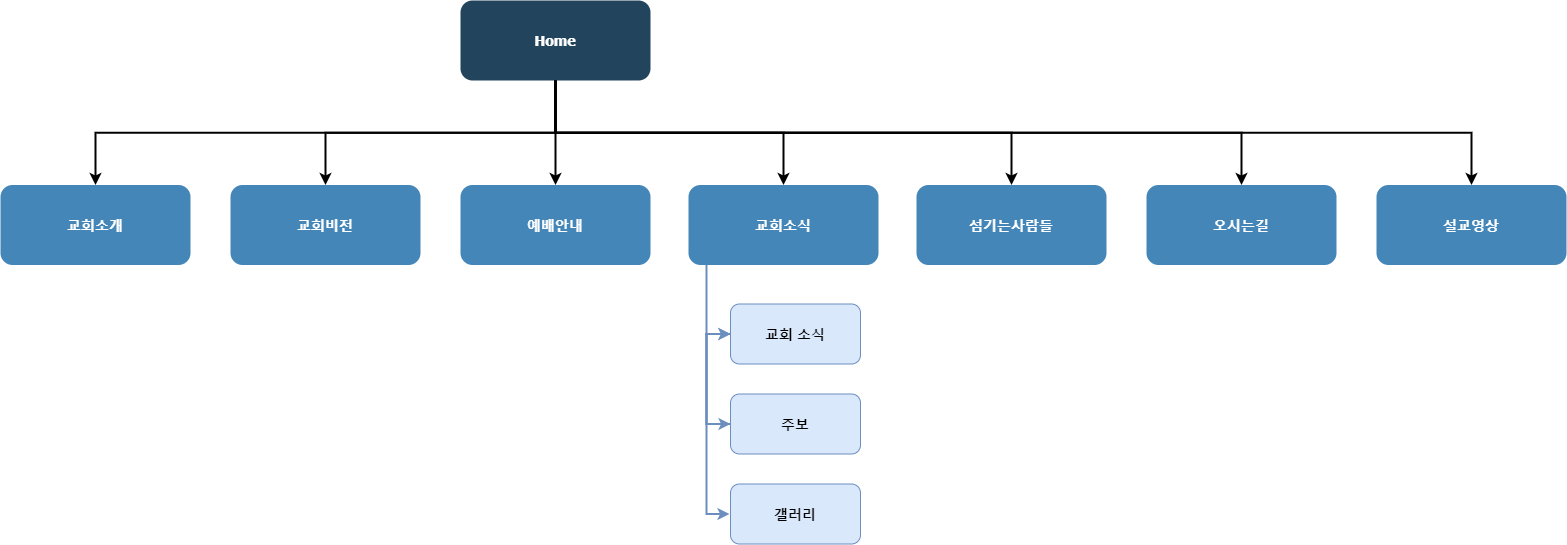 Home
교회소개
교회비전
예배안내
교회소식
섬기는사람들
오시는길
설교영상
교회 소식
주보
갤러리